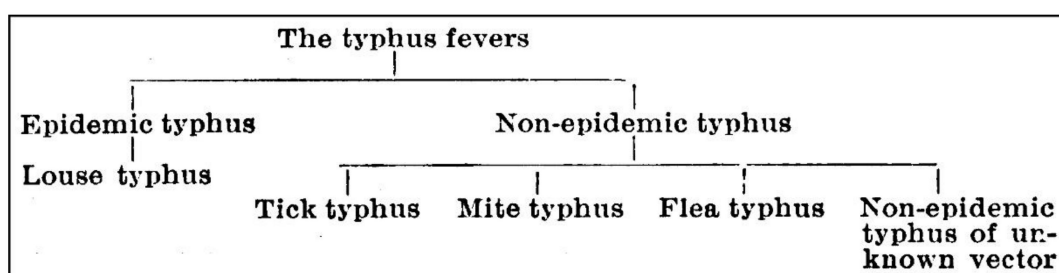 The typhus fevers
Epidemic typhus
Non-epidemic typhus
Louse typhus
Tick typhus
Mite typhus
Flea typhus
Non-epidemic
typhus of un-
known vector